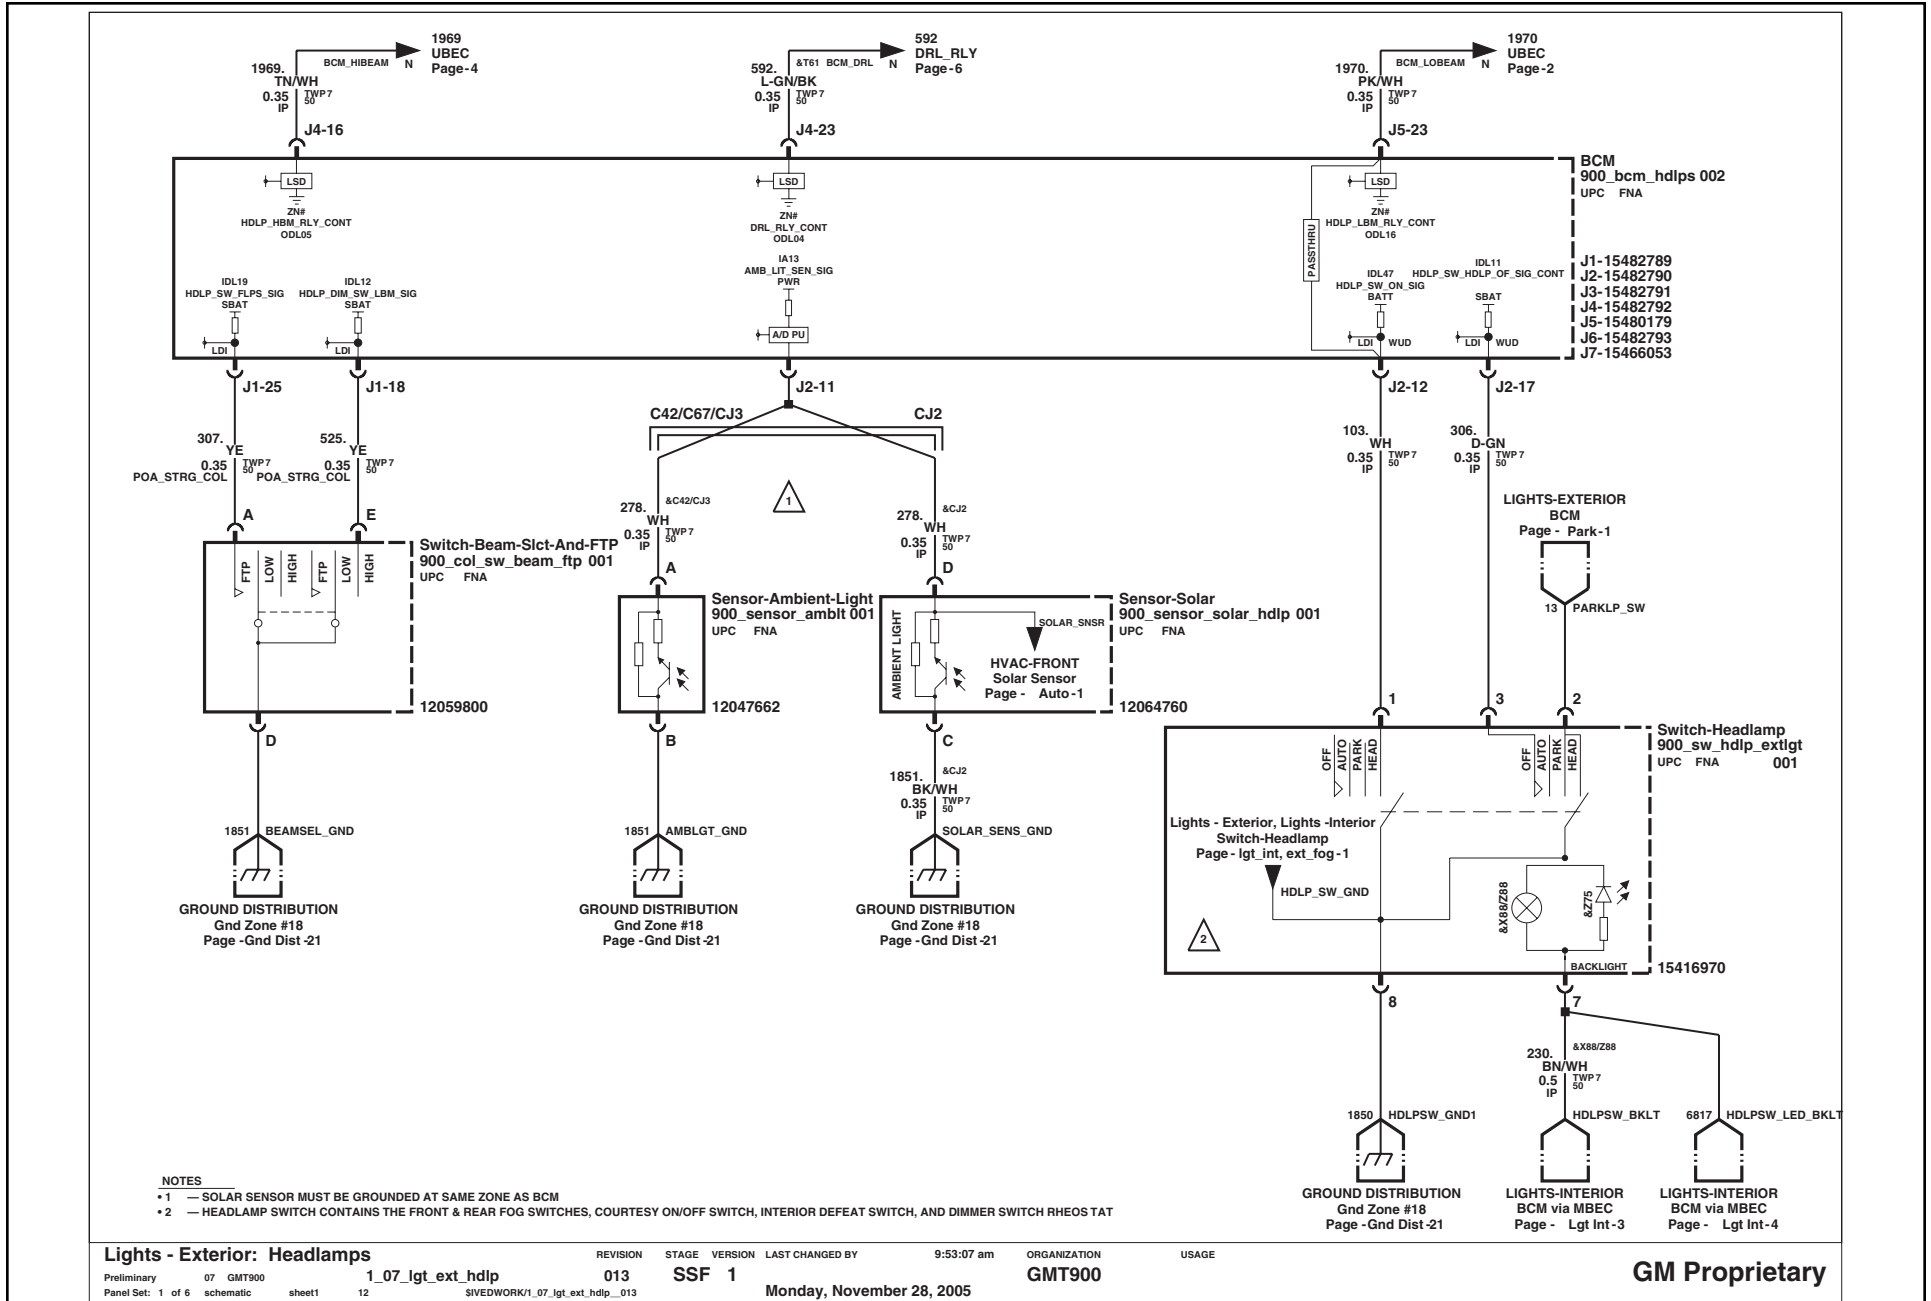 1969
UBEC
Page-4
BCM_HIBEAM N
1969.
TN/WH
0.35 TWP7
IP 50
J4-16
592
DRL_RLY
Page-6
&T61 BCM_DRL N
592.
L-GN/BK
0.35 TWP7
IP 50
J4-23
1970
UBEC
Page-2
BCM_LOBEAM N
1970.
PK/WH
0.35 TWP7
IP 50
J5-23
BCM
900_bcm_hdlps 002
UPC FNA
LSD
ZN#
HDLP_HBM_RLY_CONT
ODL05
LSD
ZN#
DRL_RLY_CONT
ODL04
LSD
ZN#
HDLP_LBM_RLY_CONT
ODL16
PASSTHRU
IA13
AMB_LIT_SEN_SIG
PWR
A/D PU
IDL19
HDLP_SW_FLPS_SIG
SBAT
LDI
IDL12
HDLP_DIM_SW_LBM_SIG
SBAT
LDI
IDL47
HDLP_SW_ON_SIG
BATT
LDI WUD
IDL11
HDLP_SW_HDLP_OF_SIG_CONT
SBAT
LDI WUD
J1-15482789
J2-15482790
J3-15482791
J4-15482792
J5-15480179
J6-15482793
J7-15466053
J1-25
J1-18
J2-11
J2-12
J2-17
C42/C67/CJ3
CJ2
307.
YE
0.35 TWP7
POA_STRG_COL 50
525.
YE
0.35 TWP7
POA_STRG_COL 50
103.
WH
0.35 TWP7
IP 50
306.
D-GN
0.35 TWP7
IP 50
&C42/CJ3
278.
WH
0.35 TWP7
IP 50
1
&CJ2
278.
WH
0.35 TWP7
IP 50
LIGHTS-EXTERIOR
BCM
Page - Park-1
13 PARKLP_SW
A
E
Switch-Beam-Slct-And-FTP
900_col_sw_beam_ftp 001
UPC FNA
FTP
LOW
HIGH
FTP
LOW
HIGH
12059800
D
A
Sensor-Ambient-Light
900_sensor_amblt 001
UPC FNA
12047662
B
D
Sensor-Solar
900_sensor_solar_hdlp 001
UPC FNA
AMBIENT LIGHT
SOLAR_SNSR
HVAC-FRONT
Solar Sensor
Page - Auto-1
12064760
C
&CJ2
1851.
BK/WH
0.35 TWP7
IP 50
1
3
2
Switch-Headlamp
900_sw_hdlp_extlgt
UPC FNA 001
OFF
AUTO
PARK
HEAD
OFF
AUTO
PARK
HEAD
Lights - Exterior, Lights -Interior
Switch-Headlamp
Page - lgt_int, ext_fog-1
HDLP_SW_GND
2
&X88/Z88
&Z75
BACKLIGHT
15416970
8
7
1851 BEAMSEL_GND
GROUND DISTRIBUTION
Gnd Zone #18
Page -Gnd Dist-21
1851 AMBLGT_GND
GROUND DISTRIBUTION
Gnd Zone #18
Page -Gnd Dist-21
SOLAR_SENS_GND
GROUND DISTRIBUTION
Gnd Zone #18
Page -Gnd Dist-21
&X88/Z88
230.
BN/WH
0.5 TWP7
IP 50
1850 HDLPSW_GND1
GROUND DISTRIBUTION
Gnd Zone #18
Page -Gnd Dist-21
HDLPSW_BKLT
LIGHTS-INTERIOR
BCM via MBEC
Page - Lgt Int-3
6817 HDLPSW_LED_BKLT
LIGHTS-INTERIOR
BCM via MBEC
Page - Lgt Int-4
NOTES
• 1 — SOLAR SENSOR MUST BE GROUNDED AT SAME ZONE AS BCM
• 2 — HEADLAMP SWITCH CONTAINS THE FRONT & REAR FOG SWITCHES, COURTESY ON/OFF SWITCH, INTERIOR DEFEAT SWITCH, AND DIMMER SWITCH RHEOS TAT
Lights - Exterior: Headlamps
REVISION STAGE VERSION LAST CHANGED BY 9:53:07 am ORGANIZATION USAGE
Preliminary 07 GMT900 1_07_lgt_ext_hdlp 013 SSF 1 GMT900
Panel Set: 1 of 6 schematic sheet1 12 $IVEDWORK/1_07_lgt_ext_hdlp__013 Monday, November 28, 2005
GM Proprietary